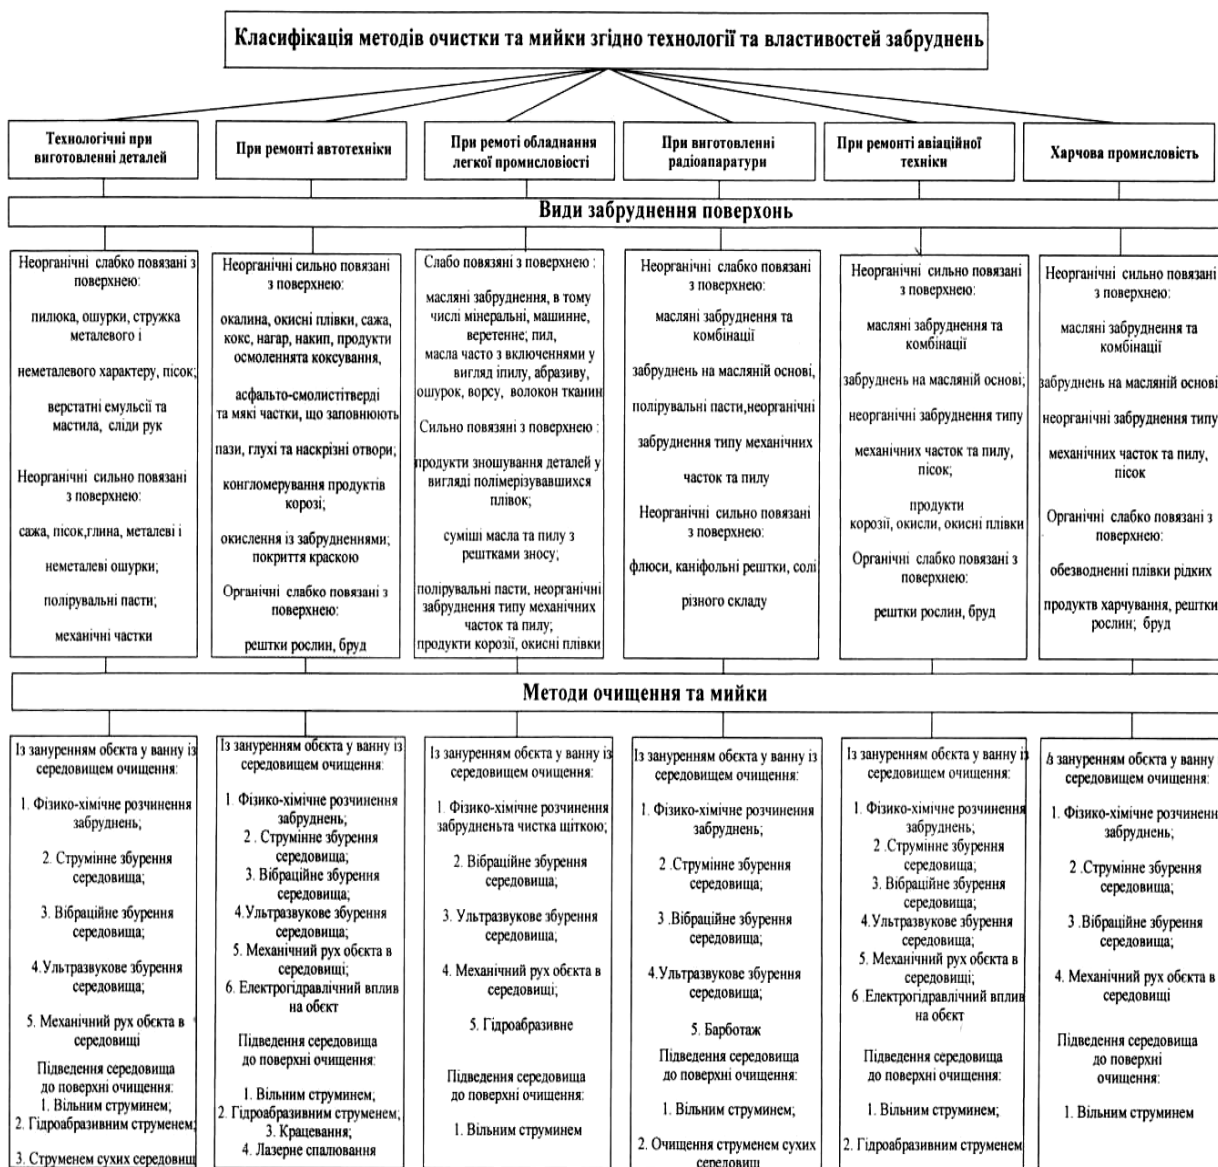 Класифікація методів очистки та мийки згідно технології та властивостей забруднень
Технологічні при
виготовленні деталей
При ремонті автотехніки
При ремоті обладнання
легкої промисловіості
При виготовленні
радіоапаратури
При ремонті авіаційної
техніки
Харчова промисловість
Види забруднення поверхонь
Неорганічні слабко повязані з
поверхнею:
пилюка, ошурки, стружка
металевого і
неметалевого характеру, пісок;
верстатні емульсії та
мастила, сліди рук
Неорганічні сильно повязані
з поверхнею:
сажа, пісок,глина, металеві і
неметалеві ошурки;
полірувальні пасти;
механічні частки
Неорганічні сильно повязані
з поверхнею:
окалина, окисні плівки, сажа,
кокс, нагар, накип, продукти
осмоленнята коксування,
асфальто-смолистітверді
та мякі частки, що заповнюють
пази, глухі та наскрізні отвори;
конгломерування продуктів
корозі;
окислення із забрудненнями;
покриття краскою
Органічні слабко повязані з
поверхнею:
рештки рослин, бруд
Слабо повязяні з поверхнею :
масляні забруднення, в тому
числі мінеральні, машинне,
веретенне; пил,
масла часто з включеннями у
вигляд іпилу, абразиву,
ошурок, ворсу, волокон тканин
Сильно повязяні з поверхнею :
продукти зношування деталей у
вигляді полімерізувавшихся
плівок;
суміші масла та пилу з
рештками зносу;
полірувальні пасти, неорганічні
забруднення типу механічних
часток та пилу;
продукти корозії, окисні плівки
Неорганічні слабко повязані з
поверхнею:
масляні забруднення та
комбінації
забруднень на масляній основі,
полірувальні пасти,неорганічні
забруднення типу механічних
часток та пилу
Неорганічні сильно повязані
з поверхнею:
флюси, каніфольні рештки, солі
різного складу
Неорганічні сильно повязані
з поверхнею:
масляні забруднення та
комбінації
забруднень на масляній основі;
неорганічні забруднення типу
механічних часток та пилу,
пісок;
продукти
корозії, окисли, окисні плівки
Органічні слабко повязані з
поверхнею:
рештки рослин, бруд
Неорганічні сильно повязані
з поверхнею:
масляні забруднення та
комбінації
забруднень на масляній основі
неорганічні забруднення типу
механічних часток та пилу,
пісок
Органічні слабко повязані з
поверхнею:
обезводненні плівки рідких
продуктв харчування, рештки
рослин; бруд
Методи очищення та мийки
Із зануренням обєкта у ванну із
середовищем очищення:
1. Фізико-хімічне розчинення
забруднень;
2. Струмінне збурення
середовища;
3. Вібраційне збурення
середовища;
4.Ультразвукове збурення
середовища;
5. Механічний рух обєкта в
середовищі
Підведення середовища
до поверхні очищення:
1. Вільним струминем;
2. Гідроабразивним струменем;
3. Струменем сухих середовищ
Із зануренням обєкта у ванну із
середовищем очищення:
1. Фізико-хімічне розчинення
забруднень;
2 . Струмінне збурення
середовища;
3. Вібраційне збурення
середовища;
4.Ультразвукове збурення
середовища;
5. Механічний рух обєкта в
середовищі;
6. Електрогідравлічний вплив
на обєкт
Підведення середовища
до поверхні очищення:
1. Вільним струминем;
2. Гідроабразивним струменем;
3. Крацевання;
4. Лазерне спалювання
Із зануренням обєкта у ванну із
середовищем очищення:
1. Фізико-хімічне розчинення
забрудненьта чистка щіткою;
2. Вібраційне збурення
середовища;
3. Ультразвукове збурення
середовища;
4. Механічний рух обєкта в
середовищі;
5. Гідроабразивне
Підведення середовища
до поверхні очищення:
1. Вільним струминем
Із зануренням обєкта у ванну із
середовищем очищення:
1. Фізико-хімічне розчинення
забруднень;
2 .Струмінне збурення
середовища;
3 .Вібраційне збурення
середовища;
4.Ультразвукове збурення
середовища;
5. Барботаж
Підведення середовища
до поверхні очищення:
1. Вільним струминем;
2. Очищення струменем сухих
середовищ
Із зануренням обєкта у ванну із
середовищем очищення:
1. Фізико-хімічне розчинення
забруднень;
2 .Струмінне збурення
середовища;
3. Вібраційне збурення
середовища;
4.Ультразвукове збурення
середовища;
5. Механічний рух обєкта в
середовищі;
6 .Електрогідравлічний вплив
на обєкт
Підведення середовища
до поверхні очищення:
1. Вільним струминем;
2. Гідроабразивним струменем
Із зануренням обєкта у ванну
середовищем очищення:
1. Фізико-хімічне розчиненн
забруднень;
2 .Струмінне збурення
середовища;
3 .Вібраційне збурення
середовища;
4. Механічний рух обєкта в
середовищі
Підведення середовища
до поверхні
очищення:
1. Вільним струминем